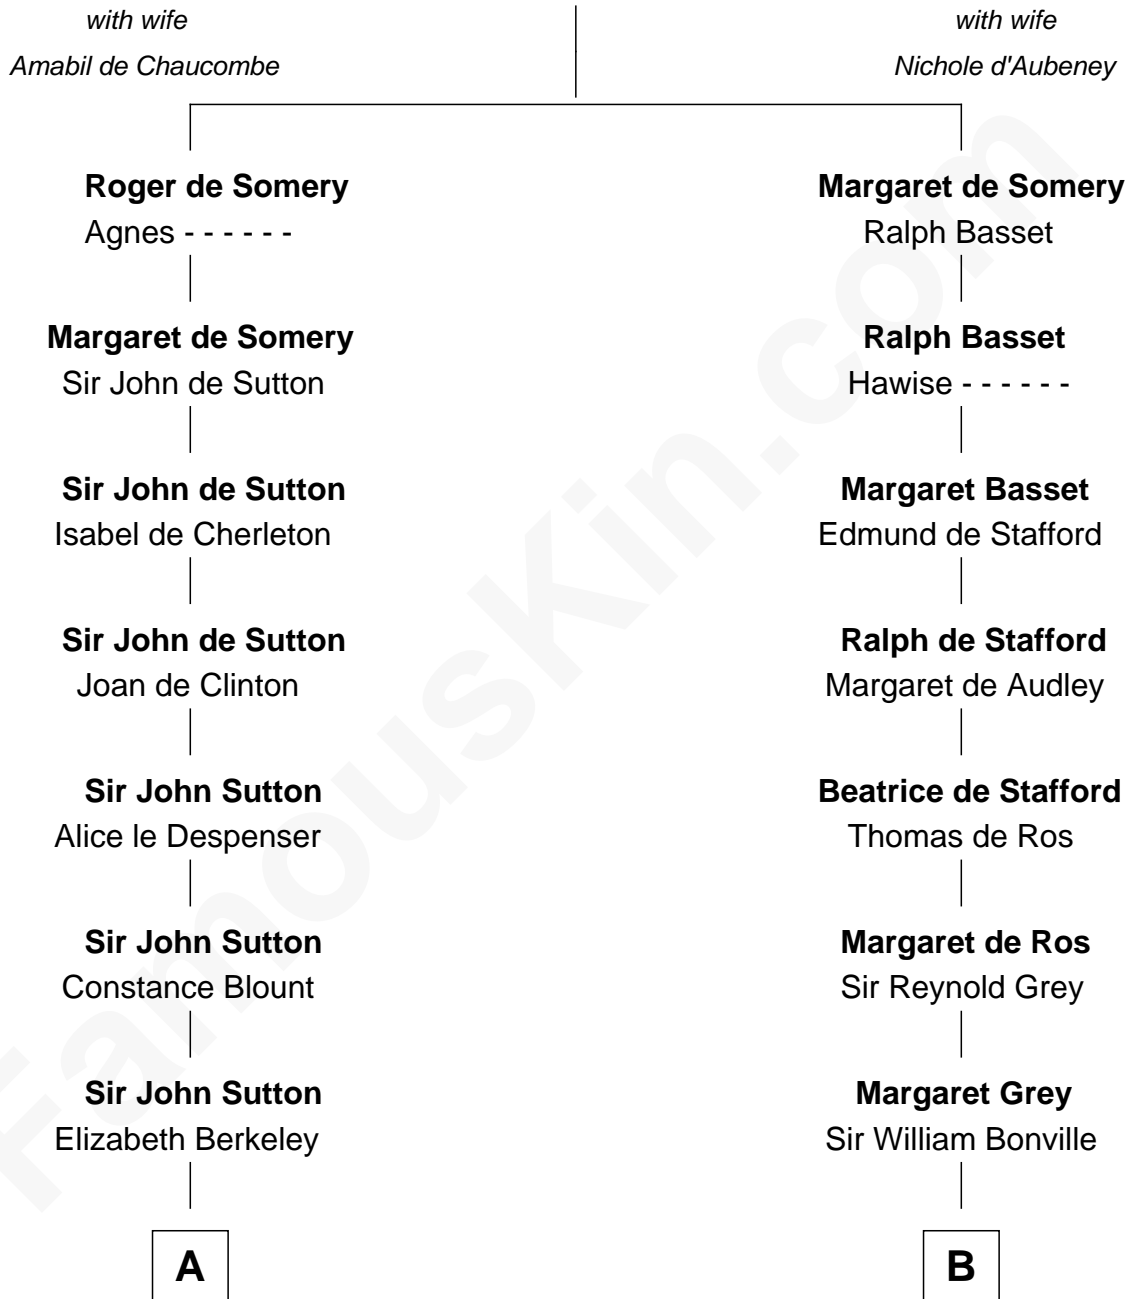 with wife
Amabil de Chaucombe
with wife
Nichole d'Aubeney
Roger de Somery
Agnes - - - - - -
Margaret de Somery
Ralph Basset
Margaret de Somery
Sir John de Sutton
Ralph Basset
Hawise - - - - - -
Sir John de Sutton
Isabel de Cherleton
Margaret Basset
Edmund de Stafford
Sir John de Sutton
Joan de Clinton
Ralph de Stafford
Margaret de Audley
Sir John Sutton
Alice le Despenser
Beatrice de Stafford
Thomas de Ros
Sir John Sutton
Constance Blount
Margaret de Ros
Sir Reynold Grey
Sir John Sutton
Elizabeth Berkeley
Margaret Grey
Sir William Bonville
A
B
FamousKin.com